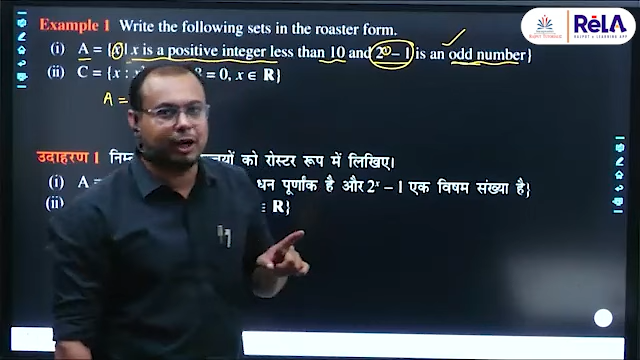 Example 1 Write the following sets in the roaster form.
(i) A = {x | x is a positive integer less than 10 and 2ˣ – 1 is an odd number}
(ii) C = {x : x = 0, x ∈ R}
A =
उदाहरण 1 को रोस्टर रूप में लिखिए।
(i) A = धन पूर्णांक है और 2ˣ – 1 एक विषम संख्या है}
(ii) ∈ R}
RēLA